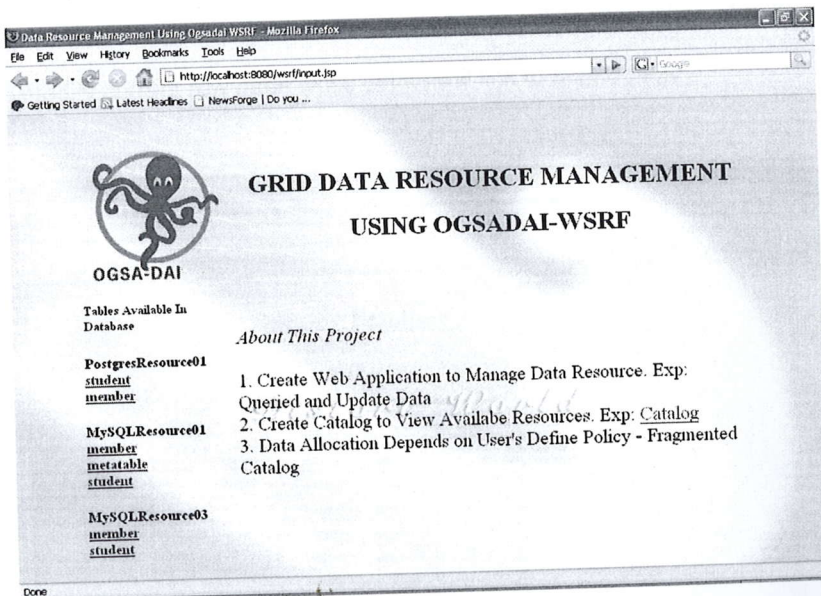 Data Resource Management Using Ogsadai WSRF - Mozilla Firefox
File Edit View History Bookmarks Tools Help
http://localhost:8080/wsrf/input.jsp
Google
Getting Started Latest Headlines NewsForge | Do you ...
GRID DATA RESOURCE MANAGEMENT
USING OGSADAI-WSRF
OGSA-DAI
Tables Available In
Database
PostgresResource01
student
member
MySQLResource01
member
metatable
student
MySQLResource03
member
student
About This Project
1. Create Web Application to Manage Data Resource. Exp:
Queried and Update Data
2. Create Catalog to View Availabe Resources. Exp: Catalog
3. Data Allocation Depends on User's Define Policy - Fragmented
Catalog
Done